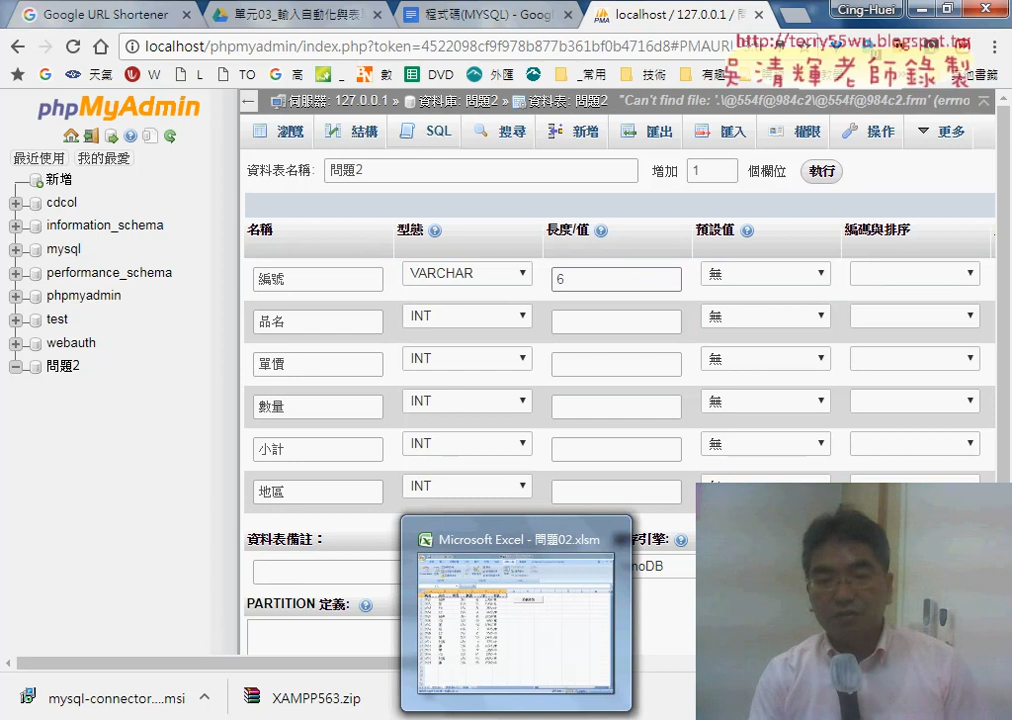 Google URL Shortener
單元03_輸入自動化與表
程式碼(MYSQL) - Goog
localhost / 127.0.0.1 / 問
Cing-Huei
localhost/phpmyadmin/index.php?token=4522098cf9f978b877b361bf0b4716d8#PMAURL
http://terry55wu.blogspot.tw
吳清輝老師錄製
天氣
W
L
TO
高
數
DVD
外匯
_常用
技術
有趣
phpMyAdmin
伺服器: 127.0.0.1 » 資料庫: 問題2 » 資料表: 問題2 "Can't find file: '.\@554f@984c2\@554f@984c2.frm' (errno
瀏覽 結構 SQL 搜尋 新增 匯出 匯入 權限 操作 更多
最近使用 我的最愛
新增
cdcol
information_schema
mysql
performance_schema
phpmyadmin
test
webauth
問題2
資料表名稱: 問題2 增加 1 個欄位 執行
名稱 型態 長度/值 預設值 編碼與排序
編號 VARCHAR 6 無
品名 INT 無
單價 INT 無
數量 INT 無
小計 INT 無
地區 INT
資料表備註：
PARTITION 定義:
Microsoft Excel - 問題02.xlsm
mysql-connector....msi
XAMPP563.zip